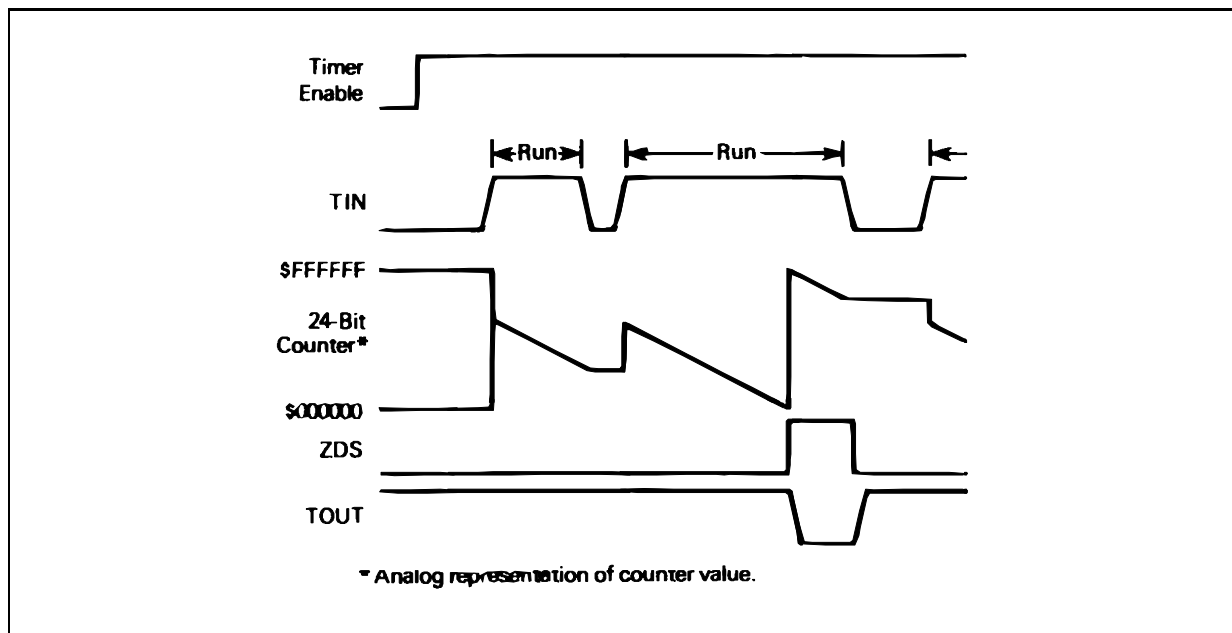 Timer
Enable
Run
Run
TIN
$FFFFFF
24-Bit
Counter*
$000000
ZDS
TOUT
* Analog representation of counter value.